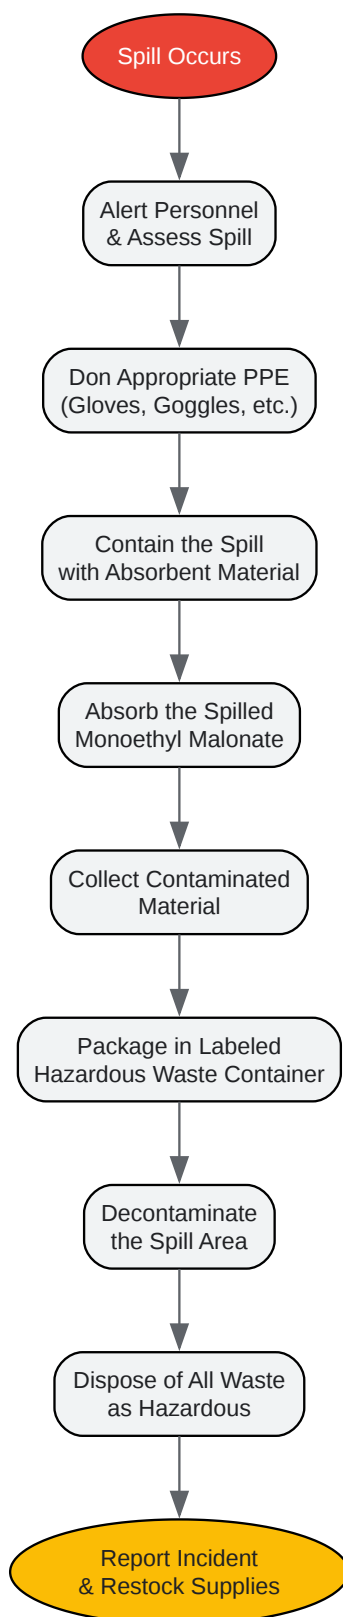 Spill Occurs
Alert Personnel
& Assess Spill
Don Appropriate PPE
(Gloves, Goggles, etc.)
Contain the Spill
with Absorbent Material
Absorb the Spilled
Monoethyl Malonate
Collect Contaminated
Material
Package in Labeled
Hazardous Waste Container
Decontaminate
the Spill Area
Dispose of All Waste
as Hazardous
Report Incident
& Restock Supplies